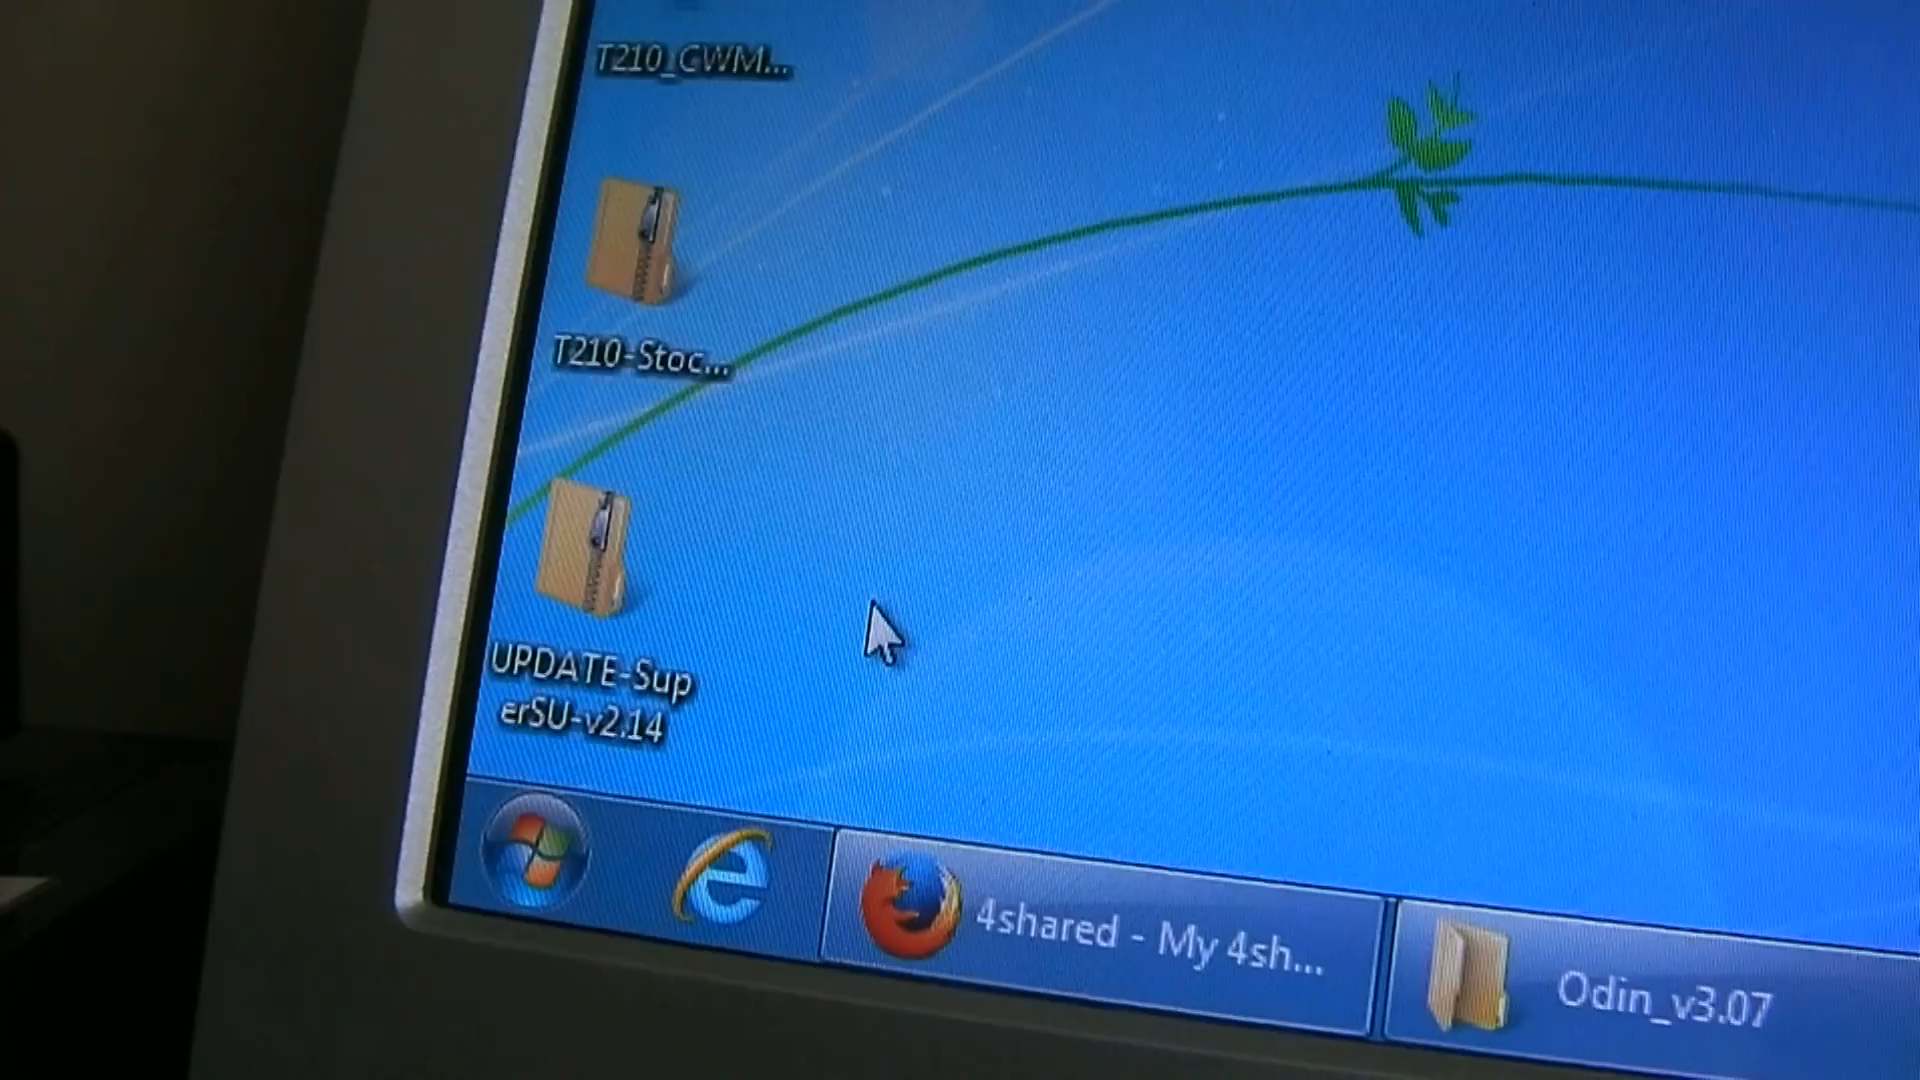 T210_CWM...
T210-Stoc...
UPDATE-Sup
erSU-v2.14
4shared - My 4sh...
Odin_v3.07